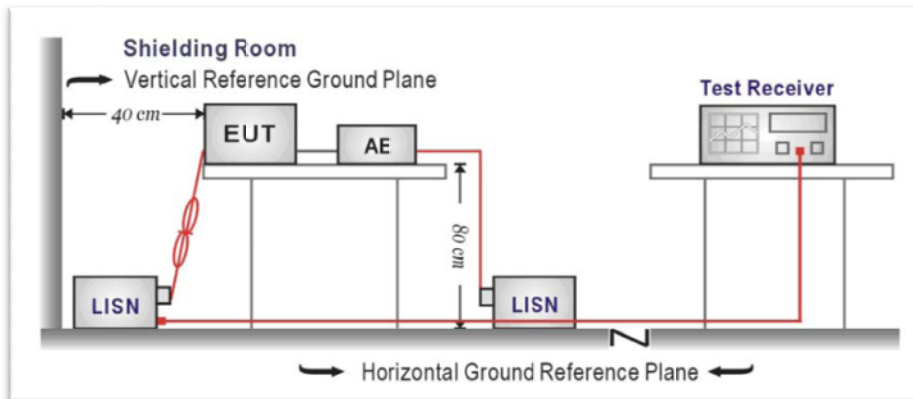 Shielding Room
Vertical Reference Ground Plane
Test Receiver
40 cm
EUT
AE
80 cm
LISN
LISN
Horizontal Ground Reference Plane